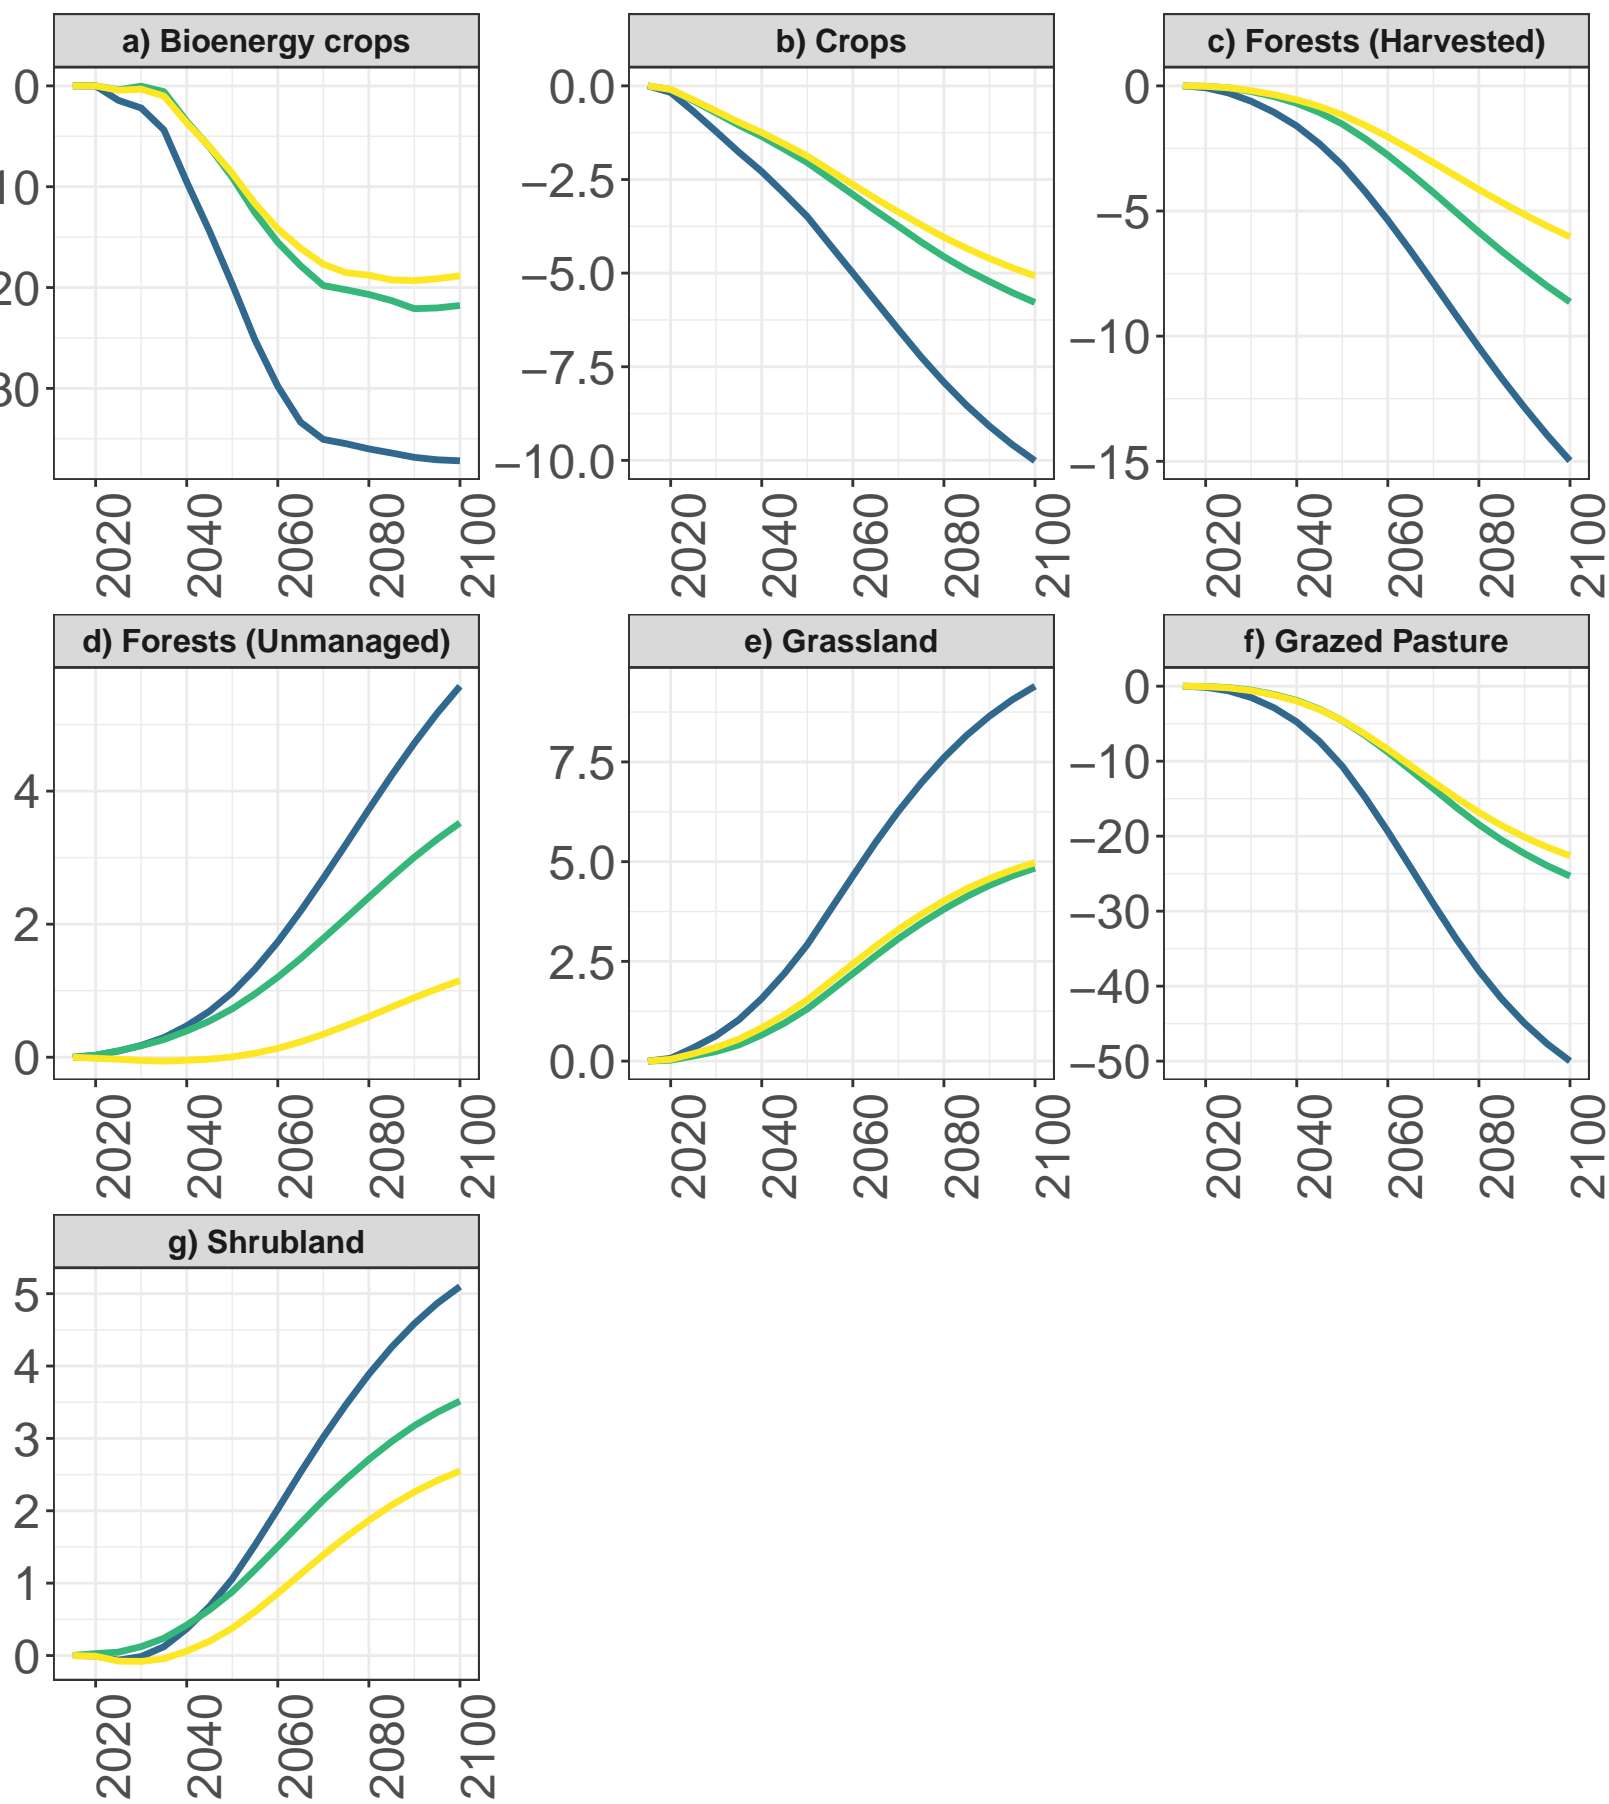 a) Bioenergy crops
0
10
20
30
2020 2040 2060 2080 2100
b) Crops
0.0
−2.5
−5.0
−7.5
−10.0
2020 2040 2060 2080 2100
c) Forests (Harvested)
0
−5
−10
−15
2020 2040 2060 2080 2100
d) Forests (Unmanaged)
4
2
0
2020 2040 2060 2080 2100
e) Grassland
7.5
5.0
2.5
0.0
2020 2040 2060 2080 2100
f) Grazed Pasture
0
−10
−20
−30
−40
−50
2020 2040 2060 2080 2100
g) Shrubland
5
4
3
2
1
0
2020 2040 2060 2080 2100